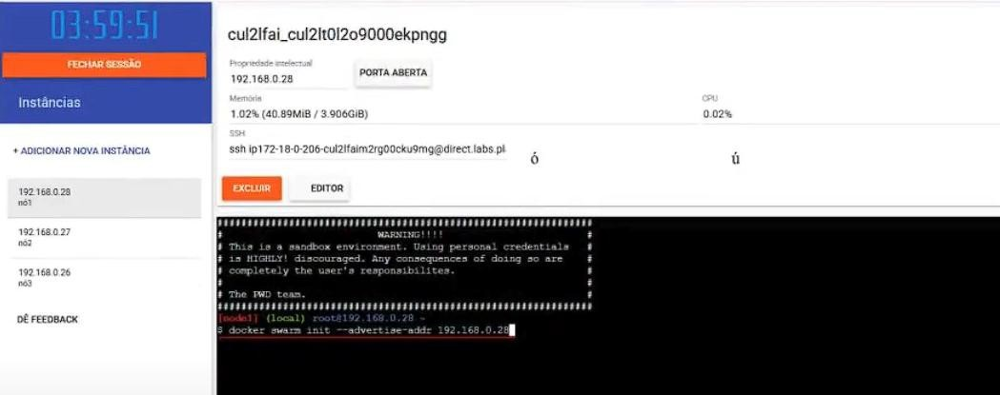 03:59:51
FECHAR SESSÃO
Instâncias
+ ADICIONAR NOVA INSTÂNCIA
192.168.0.28
nó1
192.168.0.27
nó2
192.168.0.26
nó3
DÊ FEEDBACK
cul2lfai_cul2lt0l2o9000ekpngg
Propriedade intelectual
192.168.0.28
PORTA ABERTA
Memória
1.02% (40.89MiB / 3.906GiB)
CPU
0.02%
SSH
ssh ip172-18-0-206-cul2lfaim2rg00cku9mg@direct.labs.pl
ó
ú
EXCLUIR
EDITOR
###############################################################
# WARNING!!!! #
# This is a sandbox environment. Using personal credentials #
# is HIGHLY! discouraged. Any consequences of doing so are #
# completely the user's responsibilites. #
# #
# The PWD team. #
###############################################################
[node1] (local) root@192.168.0.28 ~
$ docker swarm init --advertise-addr 192.168.0.28